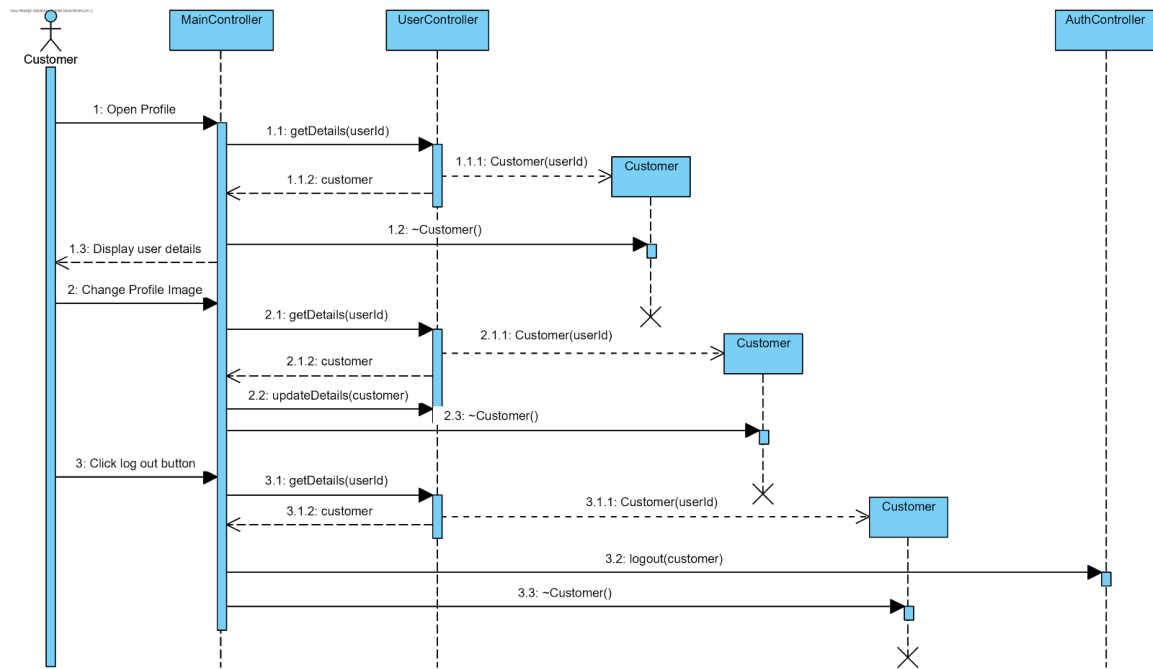 MainController
UserController
AuthController
Customer
1: Open Profile
1.1: getDetails(userId)
1.1.1: Customer(userId)
Customer
1.1.2: customer
1.2: ~Customer()
1.3: Display user details
2: Change Profile Image
2.1: getDetails(userId)
2.1.1: Customer(userId)
Customer
2.1.2: customer
2.2: updateDetails(customer)
2.3: ~Customer()
3: Click log out button
3.1: getDetails(userId)
3.1.1: Customer(userId)
Customer
3.1.2: customer
3.2: logout(customer)
3.3: ~Customer()